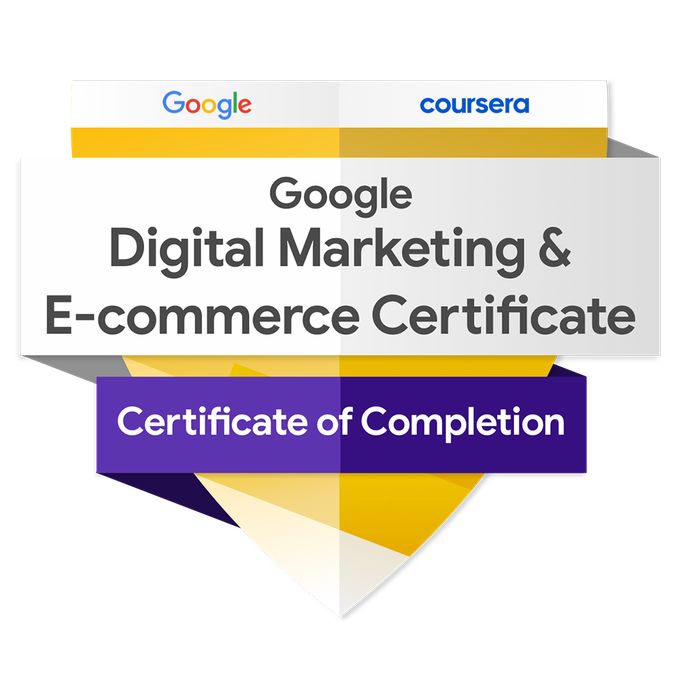 Google coursera
Google
Digital Marketing &
E-commerce Certificate
Certificate of Completion